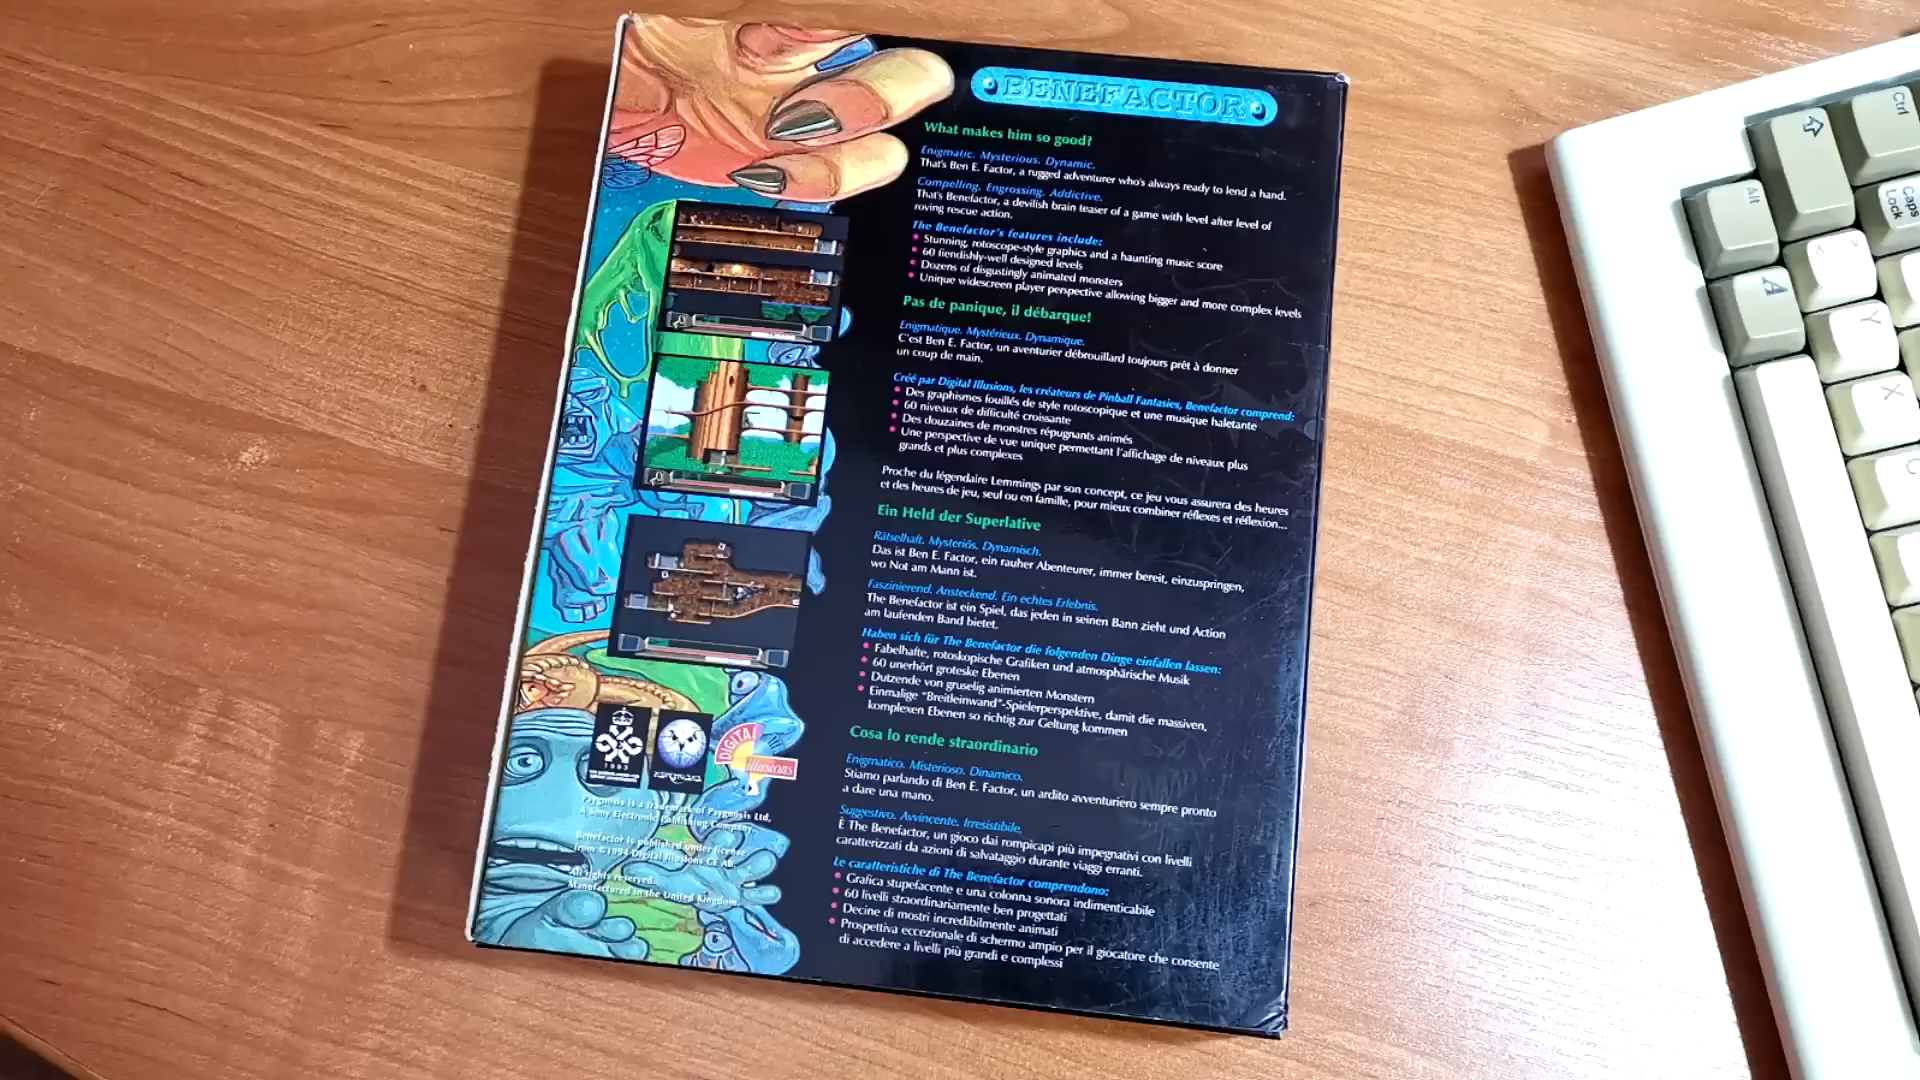 BENEFACTOR
What makes him so good?
Enigmatic. Mysterious. Dynamic.
That's Ben E. Factor, a rugged adventurer who's always ready to lend a hand.
Compelling. Engrossing. Addictive.
That's Benefactor, a devilish brain teaser of a game with level after level of
roving rescue action.
The Benefactor's features include:
• Stunning, rotoscope-style graphics and a haunting music score
• 60 fiendishly-well designed levels
• Dozens of disgustingly animated monsters
• Unique widescreen player perspective allowing bigger and more complex levels
Pas de panique, il débarque!
Enigmatique. Mystérieux. Dynamique.
C'est Ben E. Factor, un aventurier débrouillard toujours prêt à donner
un coup de main.
Créé par Digital Illusions, les créateurs de Pinball Fantasies, Benefactor comprend:
• Des graphismes fouillés de style rotoscopique et une musique haletante
• 60 niveaux de difficulté croissante
• Des douzaines de monstres répugnants animés
• Une perspective de vue unique permettant l'affichage de niveaux plus
grands et plus complexes
Proche du légendaire Lemmings par son concept, ce jeu vous assurera des heures
et des heures de jeu, seul ou en famille, pour mieux combiner réflexes et réflexion...
Ein Held der Superlative
Rätselhaft. Mysteriös. Dynamisch.
Das ist Ben E. Factor, ein rauher Abenteurer, immer bereit, einzuspringen,
wo Not am Mann ist.
Faszinierend. Ansteckend. Ein echtes Erlebnis.
The Benefactor ist ein Spiel, das jeden in seinen Bann zieht und Action
am laufenden Band bietet.
Haben sich für The Benefactor die folgenden Dinge einfallen lassen:
• Fabelhafte, rotoskopische Grafiken und atmosphärische Musik
• 60 unerhört groteske Ebenen
• Dutzende von gruselig animierten Monstern
• Einmalige "Breitleinwand"-Spielerperspektive, damit die massiven,
komplexen Ebenen so richtig zur Geltung kommen
Cosa lo rende straordinario
Enigmatico. Misterioso. Dinamico.
Stiamo parlando di Ben E. Factor, un ardito avventuriero sempre pronto
a dare una mano.
Suggestivo. Avvincente. Irresistibile.
È The Benefactor, un gioco dai rompicapi più impegnativi con livelli
caratterizzati da azioni di salvataggio durante viaggi erranti.
Le caratteristiche di The Benefactor comprendono:
• Grafica stupefacente e una colonna sonora indimenticabile
• 60 livelli straordinariamente ben progettati
• Decine di mostri incredibilmente animati
• Prospettiva eccezionale di schermo ampio per il giocatore che consente
di accedere a livelli più grandi e complessi
1993
DIGITAL
illusions
Psygnosis is a trademark of Psygnosis Ltd,
A Sony Electronic Publishing Company.
Benefactor is published under license
from ©1994 Digital Illusions CE AB.
All rights reserved.
Manufactured in the United Kingdom.
Ctrl
Caps
Lock
Alt
A
Y
X
C